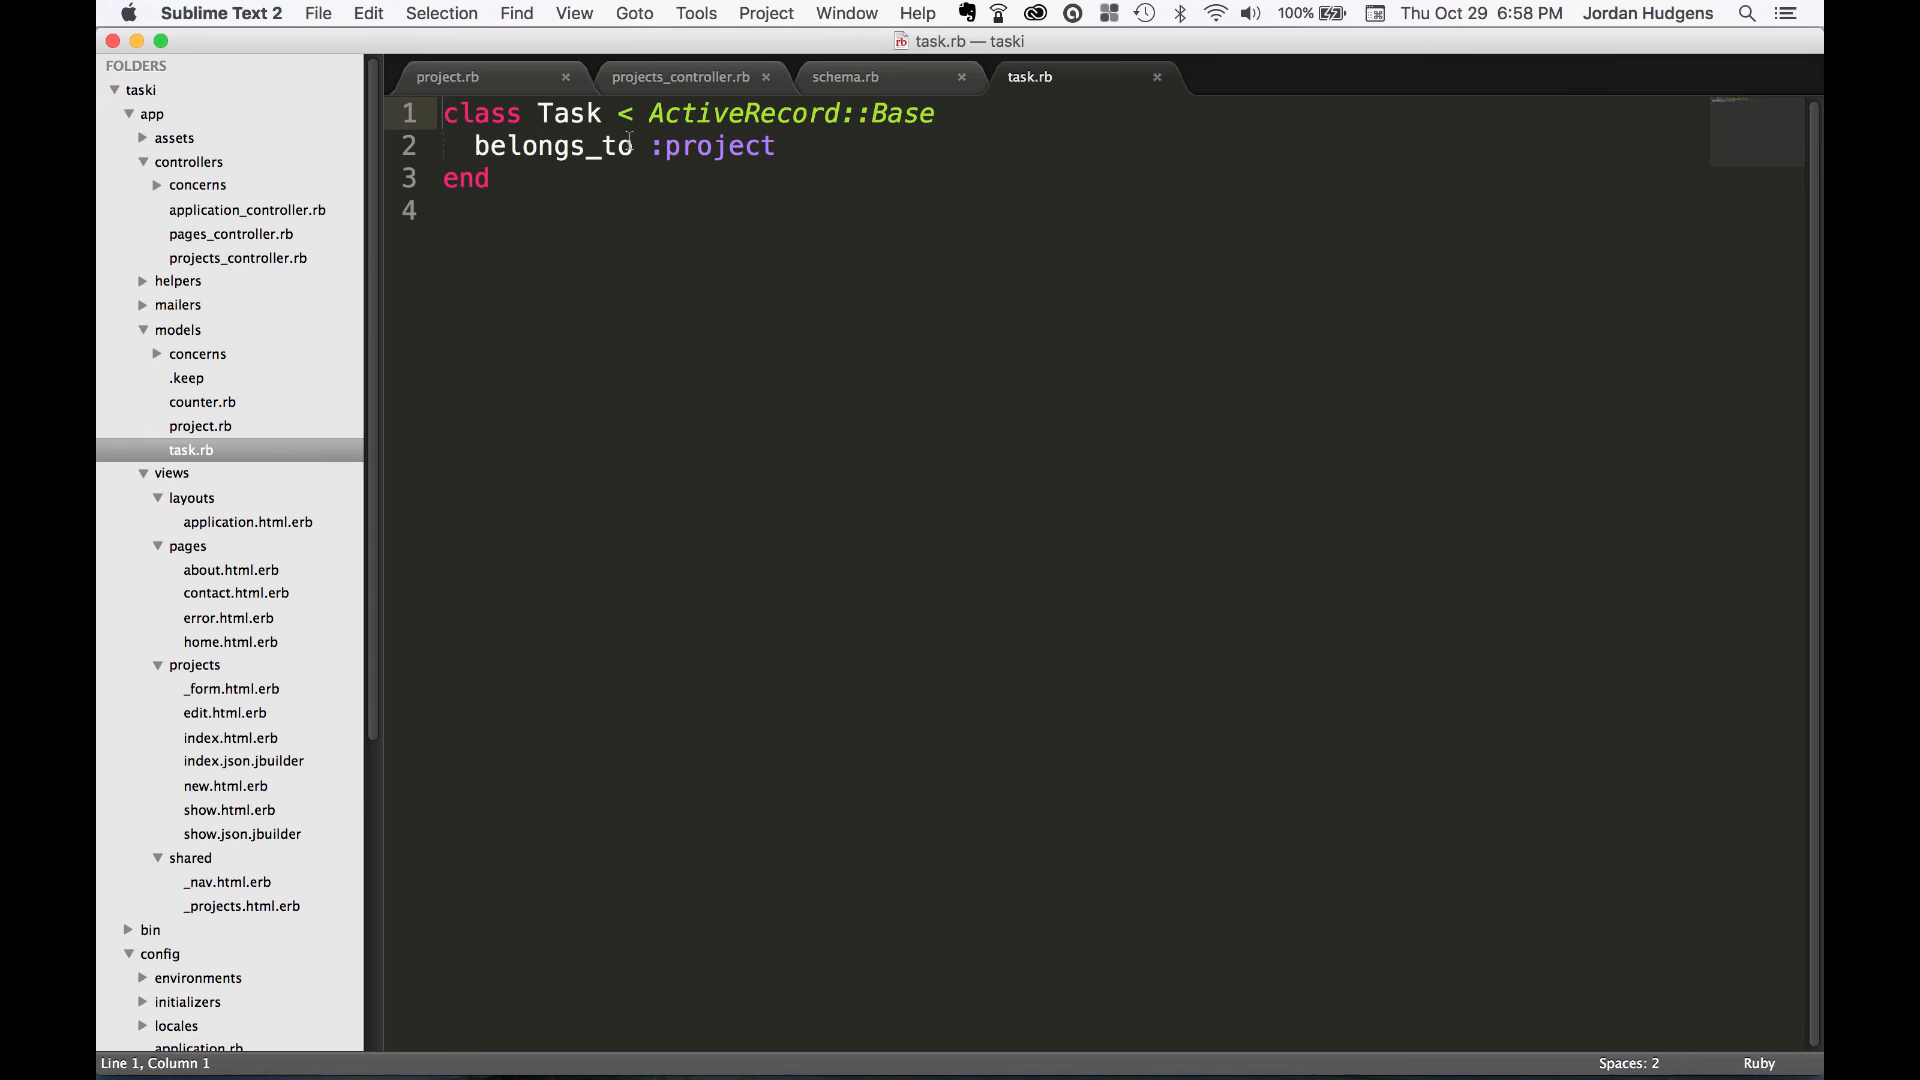 Sublime Text 2 File Edit Selection Find View Goto Tools Project Window Help 100% Thu Oct 29 6:58 PM Jordan Hudgens
task.rb — taski
FOLDERS
taski
app
assets
controllers
concerns
application_controller.rb
pages_controller.rb
projects_controller.rb
helpers
mailers
models
concerns
.keep
counter.rb
project.rb
task.rb
views
layouts
application.html.erb
pages
about.html.erb
contact.html.erb
error.html.erb
home.html.erb
projects
_form.html.erb
edit.html.erb
index.html.erb
index.json.jbuilder
new.html.erb
show.html.erb
show.json.jbuilder
shared
_nav.html.erb
_projects.html.erb
bin
config
environments
initializers
locales
application.rb
project.rb projects_controller.rb schema.rb task.rb
1 class Task < ActiveRecord::Base
2 belongs_to :project
3 end
4
Line 1, Column 1 Spaces: 2 Ruby